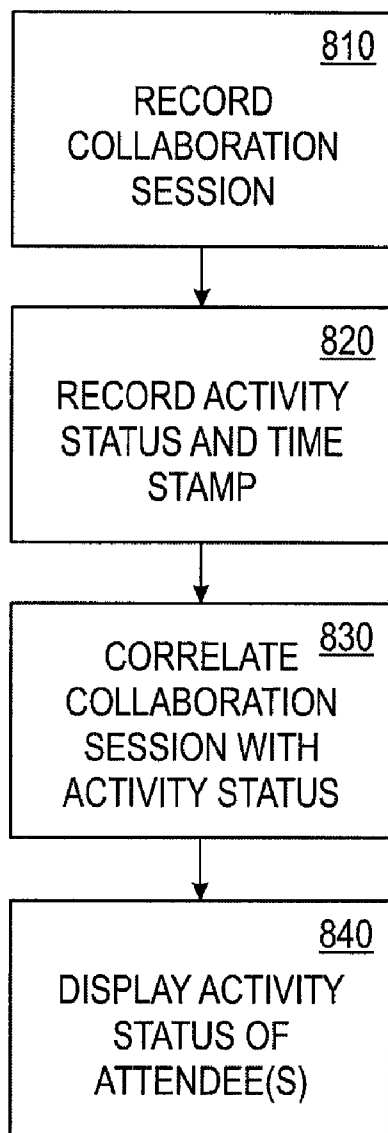 810
RECORD
COLLABORATION
SESSION
820
RECORD ACTIVITY
STATUS AND TIME
STAMP
830
CORRELATE
COLLABORATION
SESSION WITH
ACTIVITY STATUS
840
DISPLAY ACTIVITY
STATUS OF
ATTENDEE(S)